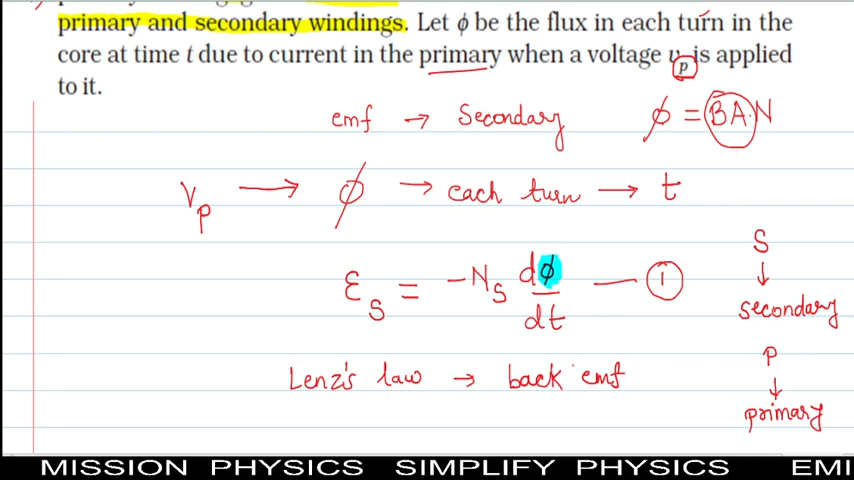 primary and secondary windings. Let ϕ be the flux in each turn in the
core at time t due to current in the primary when a voltage vp is applied
to it.
emf → Secondary
ϕ = BA.N
Vp → ϕ → each turn → t
εS = -NS dϕ/dt — ①
S
↓
secondary
Lenz's law → back emf
P
↓
primary
MISSION PHYSICS SIMPLIFY PHYSICS EMI